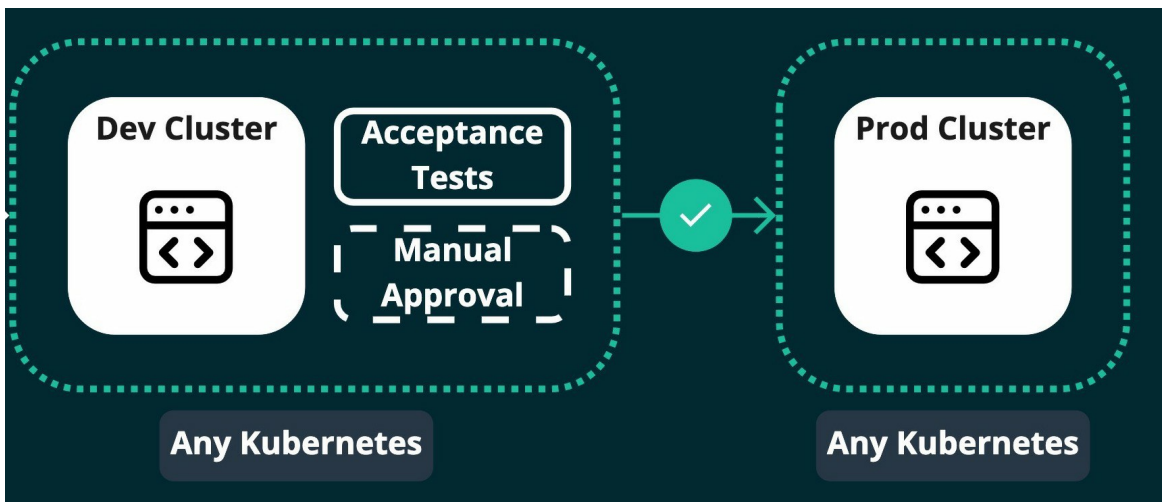 Dev Cluster
Acceptance
Tests
Manual
Approval
Any Kubernetes
Prod Cluster
Any Kubernetes